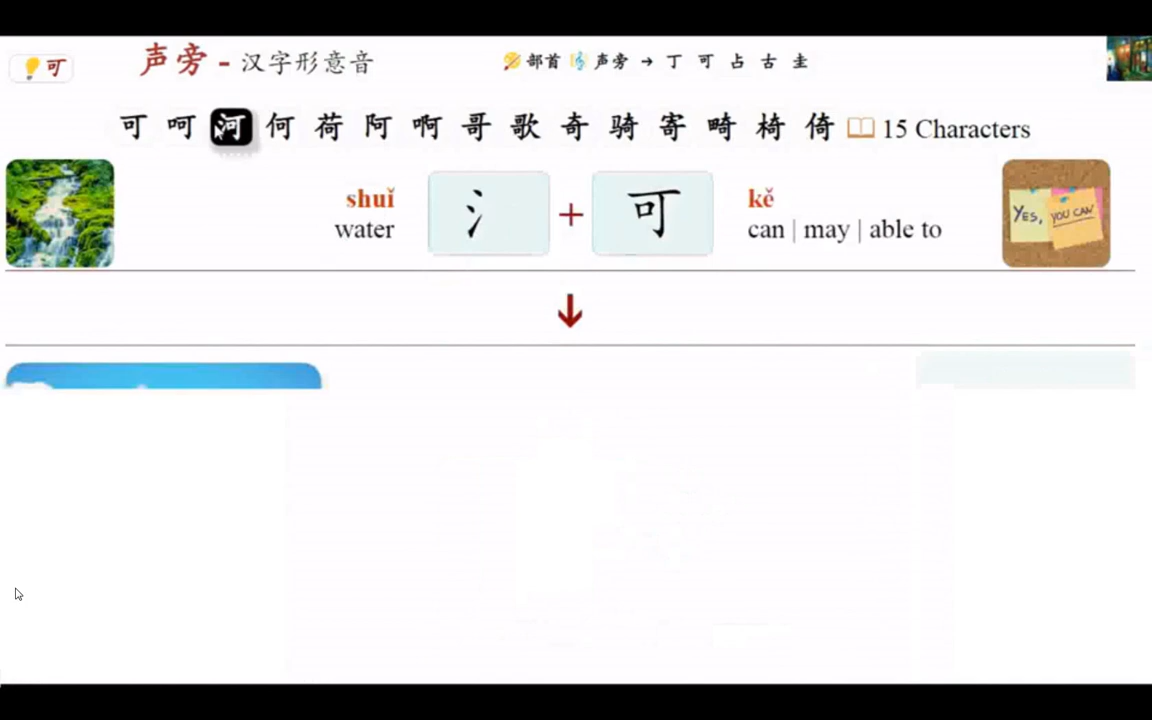 可 声旁 - 汉字形意音 部首 声旁 → 丁 可 占 古 圭
可 呵 河 何 荷 阿 啊 哥 歌 奇 骑 寄 畸 椅 倚 15 Characters
shuǐ 氵 + 可 kě
water can | may | able to
YES, YOU CAN
↓